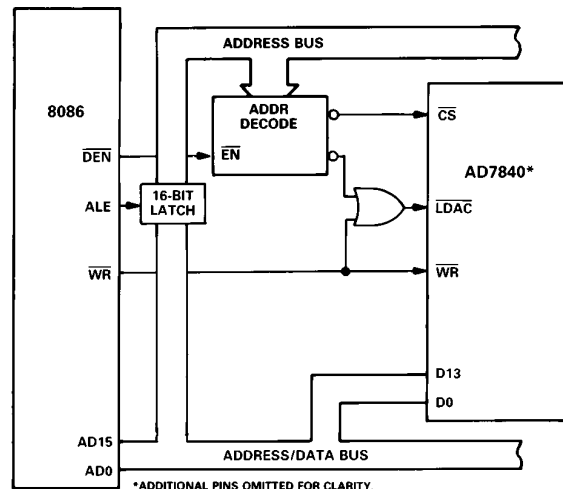 ADDRESS BUS
8086
ADDR
DECODE
CS
DEN
EN
AD7840*
ALE
16-BIT
LATCH
LDAC
WR
WR
D13
D0
AD15
ADDRESS/DATA BUS
AD0
*ADDITIONAL PINS OMITTED FOR CLARITY.